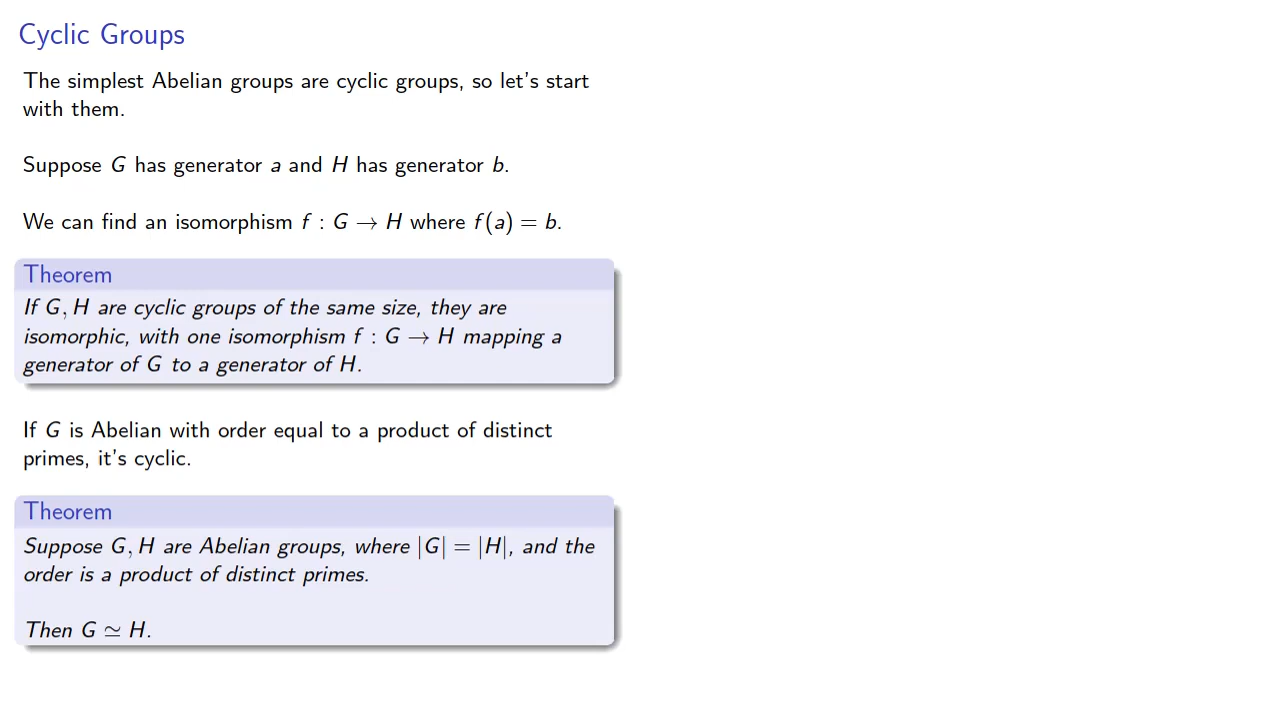 Cyclic Groups
The simplest Abelian groups are cyclic groups, so let's start
with them.
Suppose G has generator a and H has generator b.
We can find an isomorphism f : G → H where f(a) = b.
Theorem
If G, H are cyclic groups of the same size, they are
isomorphic, with one isomorphism f : G → H mapping a
generator of G to a generator of H.
If G is Abelian with order equal to a product of distinct
primes, it's cyclic.
Theorem
Suppose G, H are Abelian groups, where |G| = |H|, and the
order is a product of distinct primes.
Then G ≃ H.